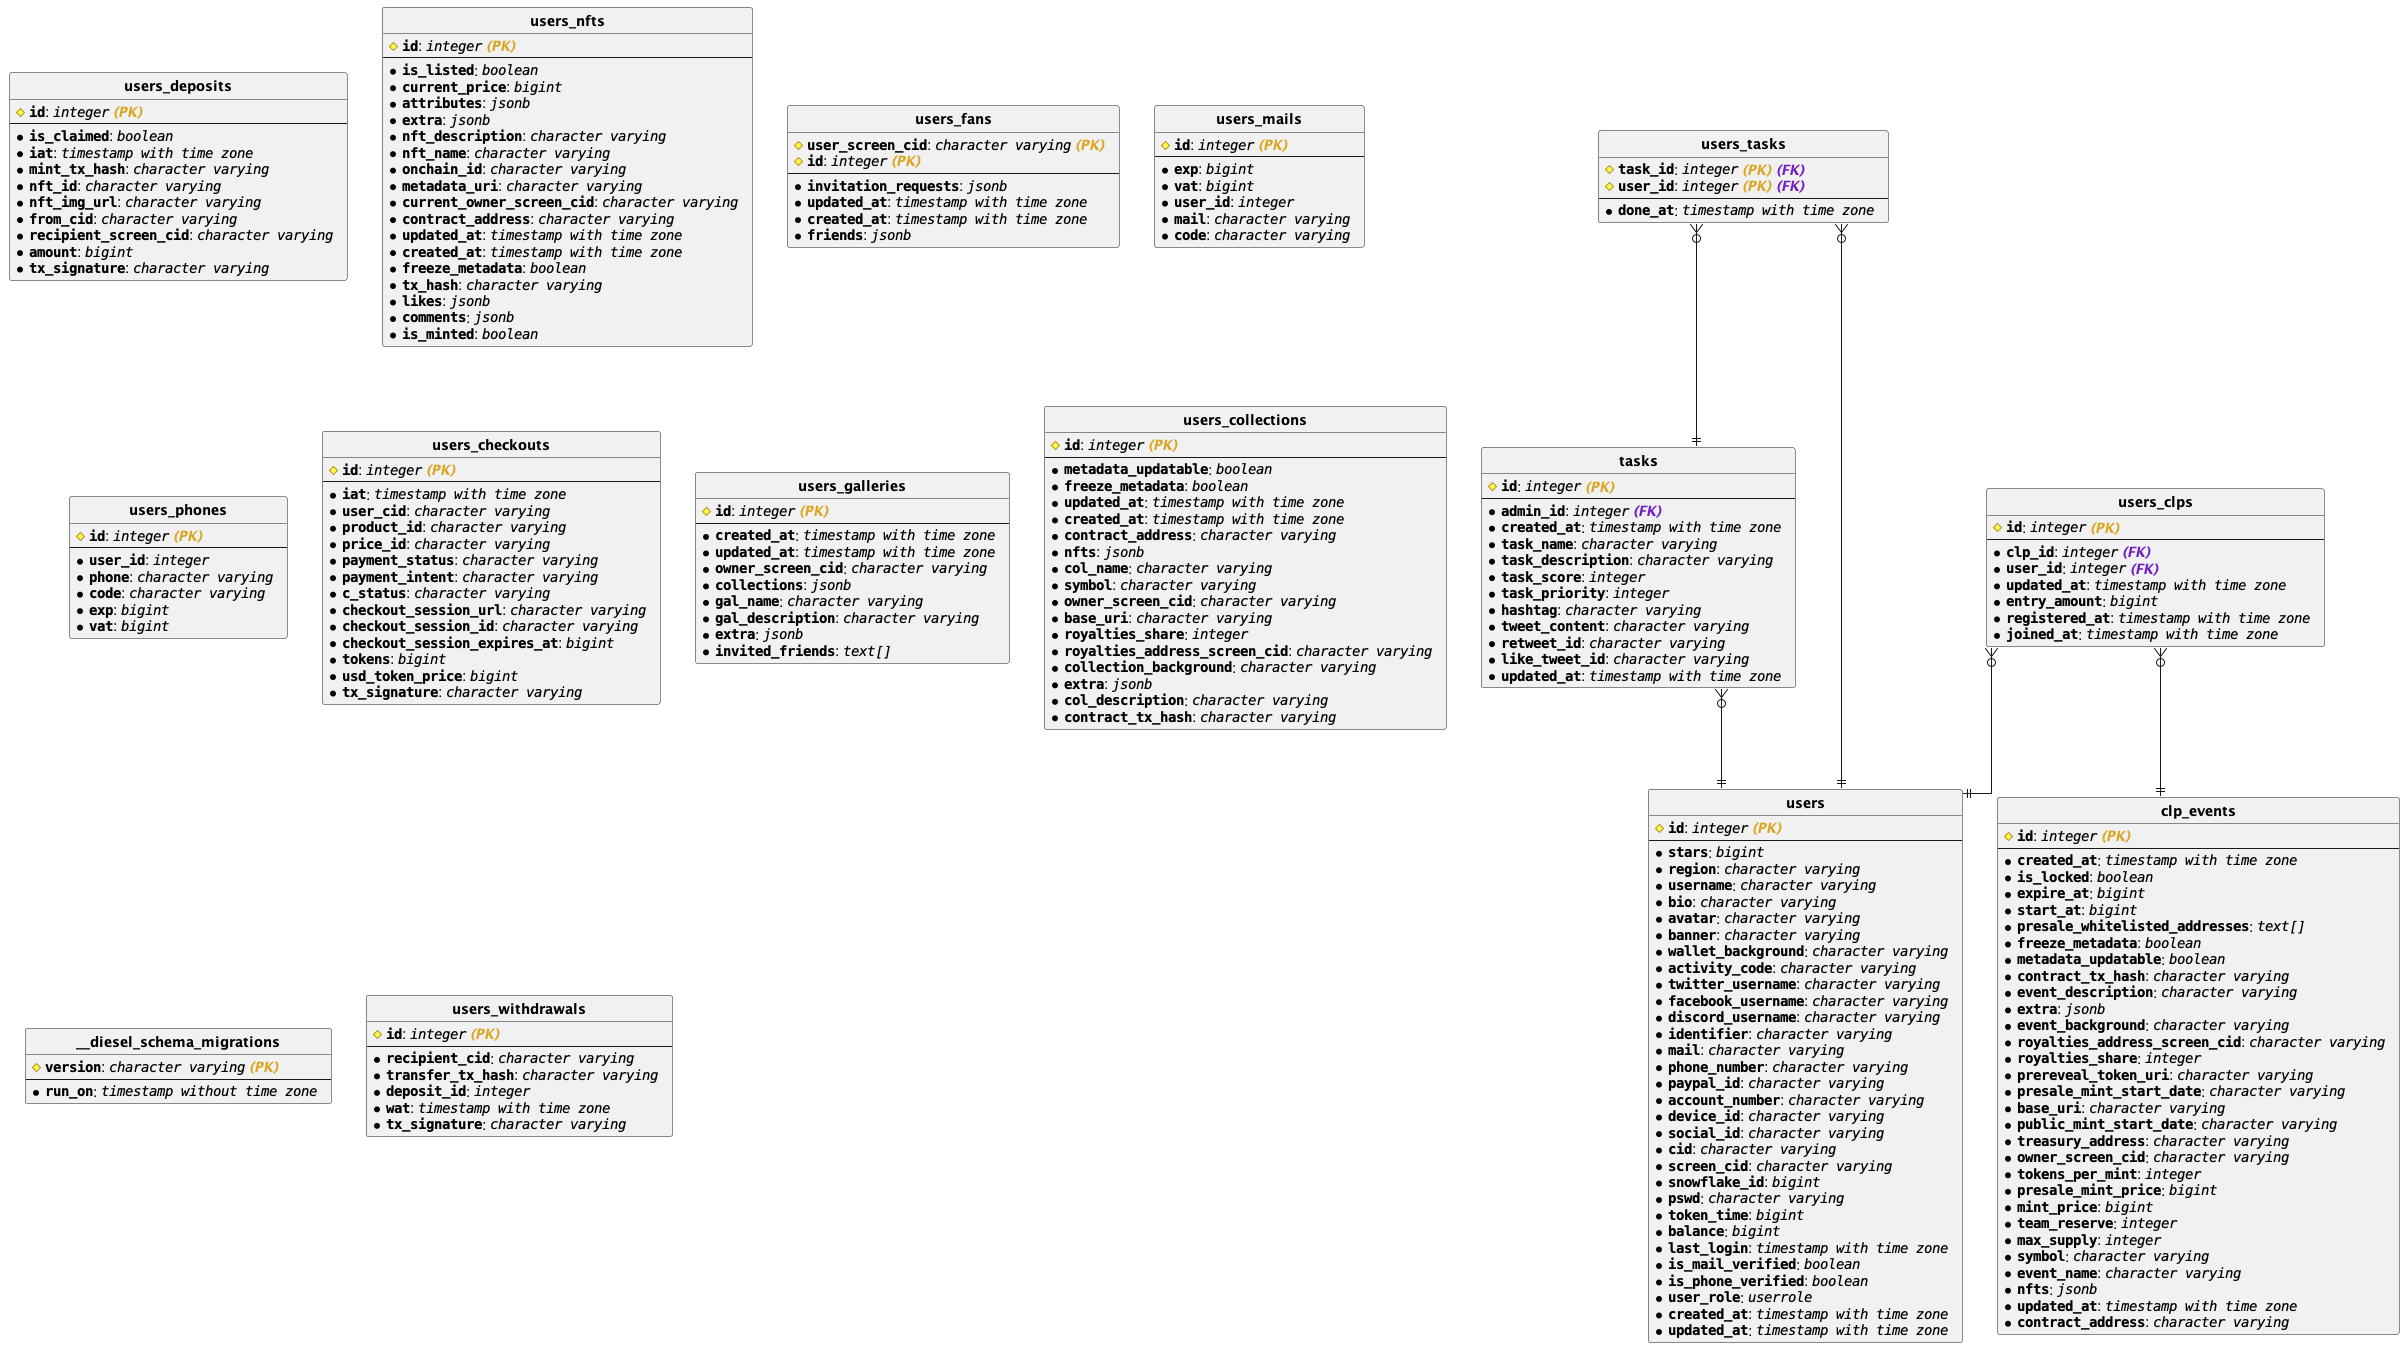 users_deposits
id: integer (PK)
is_claimed: boolean
iat: timestamp with time zone
mint_tx_hash: character varying
nft_id: character varying
nft_img_url: character varying
from_cid: character varying
recipient_screen_cid: character varying
amount: bigint
tx_signature: character varying
users_nfts
id: integer (PK)
is_listed: boolean
current_price: bigint
attributes: jsonb
extra: jsonb
nft_description: character varying
nft_name: character varying
onchain_id: character varying
metadata_uri: character varying
current_owner_screen_cid: character varying
contract_address: character varying
updated_at: timestamp with time zone
created_at: timestamp with time zone
freeze_metadata: boolean
tx_hash: character varying
likes: jsonb
comments: jsonb
is_minted: boolean
users_fans
user_screen_cid: character varying (PK)
id: integer (PK)
invitation_requests: jsonb
updated_at: timestamp with time zone
created_at: timestamp with time zone
friends: jsonb
users_mails
id: integer (PK)
exp: bigint
vat: bigint
user_id: integer
mail: character varying
code: character varying
users_tasks
task_id: integer (PK) (FK)
user_id: integer (PK) (FK)
done_at: timestamp with time zone
users_phones
id: integer (PK)
user_id: integer
phone: character varying
code: character varying
exp: bigint
vat: bigint
users_checkouts
id: integer (PK)
iat: timestamp with time zone
user_cid: character varying
product_id: character varying
price_id: character varying
payment_status: character varying
payment_intent: character varying
c_status: character varying
checkout_session_url: character varying
checkout_session_id: character varying
checkout_session_expires_at: bigint
tokens: bigint
usd_token_price: bigint
tx_signature: character varying
users_galleries
id: integer (PK)
created_at: timestamp with time zone
updated_at: timestamp with time zone
owner_screen_cid: character varying
collections: jsonb
gal_name: character varying
gal_description: character varying
extra: jsonb
invited_friends: text[]
users_collections
id: integer (PK)
metadata_updatable: boolean
freeze_metadata: boolean
updated_at: timestamp with time zone
created_at: timestamp with time zone
contract_address: character varying
nfts: jsonb
col_name: character varying
symbol: character varying
owner_screen_cid: character varying
base_uri: character varying
royalties_share: integer
royalties_address_screen_cid: character varying
collection_background: character varying
extra: jsonb
col_description: character varying
contract_tx_hash: character varying
tasks
id: integer (PK)
admin_id: integer (FK)
created_at: timestamp with time zone
task_name: character varying
task_description: character varying
task_score: integer
task_priority: integer
hashtag: character varying
tweet_content: character varying
retweet_id: character varying
like_tweet_id: character varying
updated_at: timestamp with time zone
users_clps
id: integer (PK)
clp_id: integer (FK)
user_id: integer (FK)
updated_at: timestamp with time zone
entry_amount: bigint
registered_at: timestamp with time zone
joined_at: timestamp with time zone
__diesel_schema_migrations
version: character varying (PK)
run_on: timestamp without time zone
users_withdrawals
id: integer (PK)
recipient_cid: character varying
transfer_tx_hash: character varying
deposit_id: integer
wat: timestamp with time zone
tx_signature: character varying
users
id: integer (PK)
stars: bigint
region: character varying
username: character varying
bio: character varying
avatar: character varying
banner: character varying
wallet_background: character varying
activity_code: character varying
twitter_username: character varying
facebook_username: character varying
discord_username: character varying
identifier: character varying
mail: character varying
phone_number: character varying
paypal_id: character varying
account_number: character varying
device_id: character varying
social_id: character varying
cid: character varying
screen_cid: character varying
snowflake_id: bigint
pswd: character varying
token_time: bigint
balance: bigint
last_login: timestamp with time zone
is_mail_verified: boolean
is_phone_verified: boolean
user_role: userrole
created_at: timestamp with time zone
updated_at: timestamp with time zone
clp_events
id: integer (PK)
created_at: timestamp with time zone
is_locked: boolean
expire_at: bigint
start_at: bigint
presale_whitelisted_addresses: text[]
freeze_metadata: boolean
metadata_updatable: boolean
contract_tx_hash: character varying
event_description: character varying
extra: jsonb
event_background: character varying
royalties_address_screen_cid: character varying
royalties_share: integer
prereveal_token_uri: character varying
presale_mint_start_date: character varying
base_uri: character varying
public_mint_start_date: character varying
treasury_address: character varying
owner_screen_cid: character varying
tokens_per_mint: integer
presale_mint_price: bigint
mint_price: bigint
team_reserve: integer
max_supply: integer
symbol: character varying
event_name: character varying
nfts: jsonb
updated_at: timestamp with time zone
contract_address: character varying